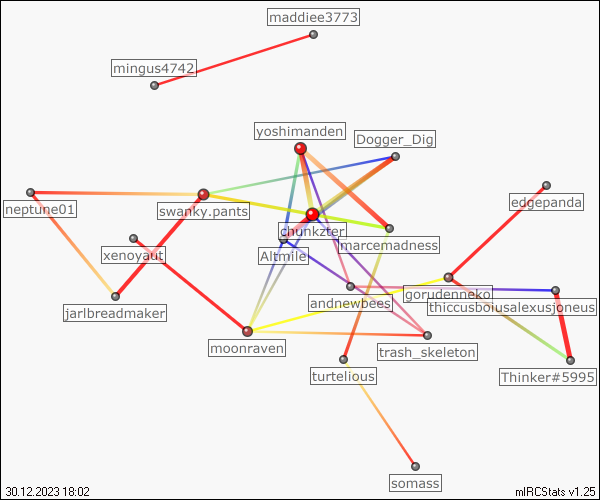 maddiee3773
mingus4742
yoshimanden
Dogger_Dig
neptune01
swanky.pants
edgepanda
chunkzter
marcemadness
xenoyaut
Altmile
jarlbreadmaker
andnewbees
gorudenneko
thiccusbobusalexusjoneus
moonraven
trash_skeleton
turtelious
Thinker#5995
somass
30.12.2023 18:02
mIRCStats v1.25